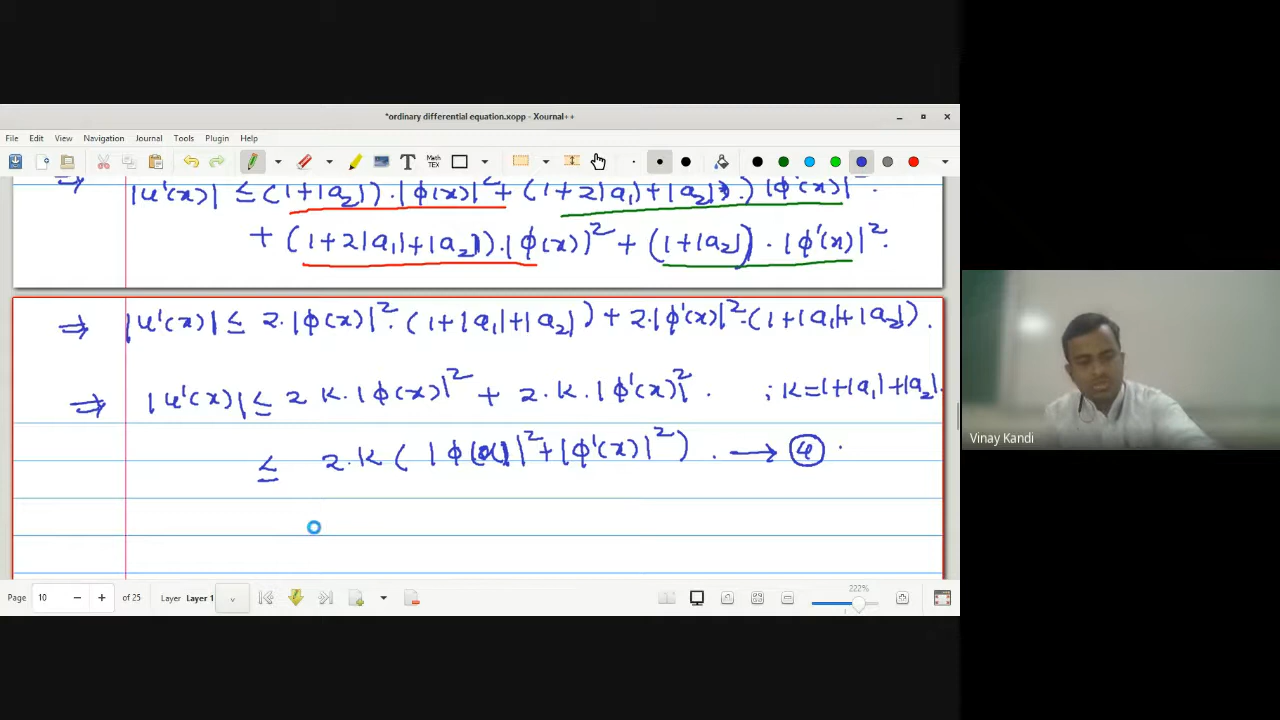 *ordinary differential equation.xopp - Xournal++
File Edit View Navigation Journal Tools Plugin Help
⇒ |u'(x)| ≤ (1+|a₂|)·|ϕ(x)|² + (1+2|a₁|+|a₂|)·|ϕ'(x)|².
+ (1+2|a₁|+|a₂|)·|ϕ(x)|² + (1+|a₂|)·|ϕ'(x)|².
⇒ |u'(x)| ≤ 2·|ϕ(x)|²·(1+|a₁|+|a₂|) + 2·|ϕ'(x)|²·(1+|a₁|+|a₂|).
⇒ |u'(x)| ≤ 2 K·|ϕ(x)|² + 2·K·|ϕ'(x)|². ; K=1+|a₁|+|a₂|.
≤ 2·K(|ϕ(x)|²+|ϕ'(x)|²). → ④.
Vinay Kandi
Page 10 of 25 Layer Layer 1 222%